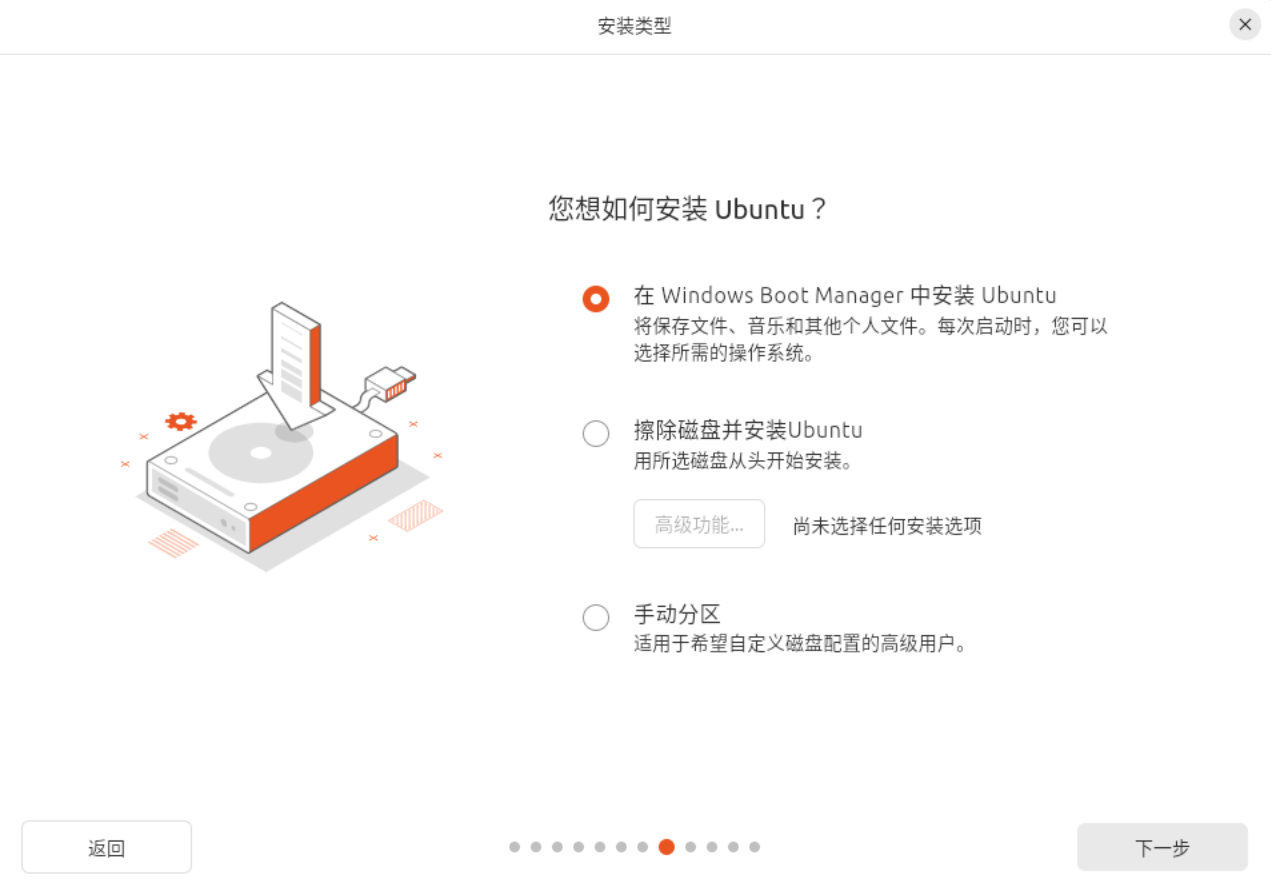 安装类型
您想如何安装 Ubuntu？
在 Windows Boot Manager 中安装 Ubuntu
将保存文件、音乐和其他个人文件。每次启动时，您可以
选择所需的操作系统。
擦除磁盘并安装Ubuntu
用所选磁盘从头开始安装。
高级功能... 尚未选择任何安装选项
手动分区
适用于希望自定义磁盘配置的高级用户。
返回 下一步